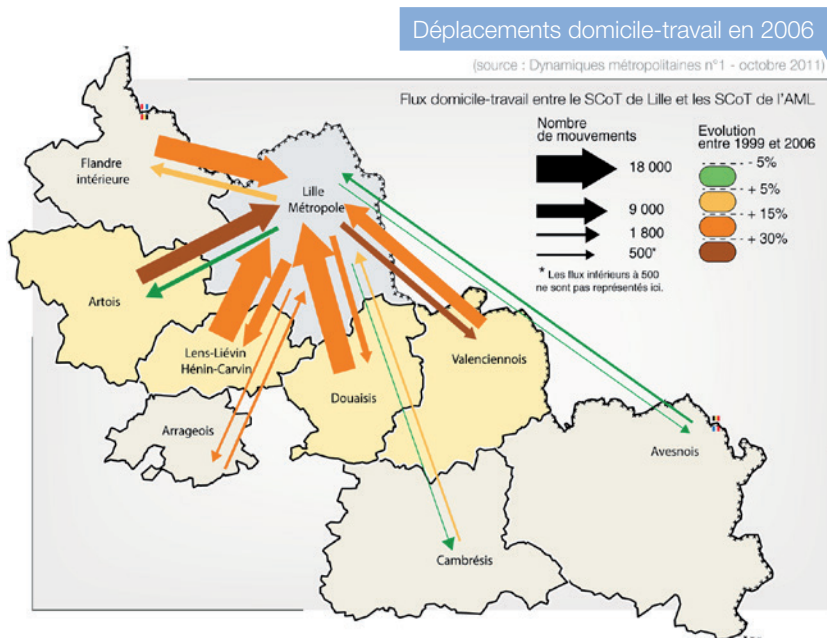 Déplacements domicile-travail en 2006
(source : Dynamiques métropolitaines n°1 - octobre 2011)
Flux domicile-travail entre le SCoT de Lille et les SCoT de l'AML
Nombre
de mouvements
18 000
9 000
1 800
500*
* Les flux inférieurs à 500
ne sont pas représentés ici.
Evolution
entre 1999 et 2006
- 5%
+ 5%
+ 15%
+ 30%
Flandre
intérieure
Lille
Métropole
Artois
Lens-Liévin
Hénin-Carvin
Douaisis
Valenciennois
Arrageois
Avesnois
Cambrésis